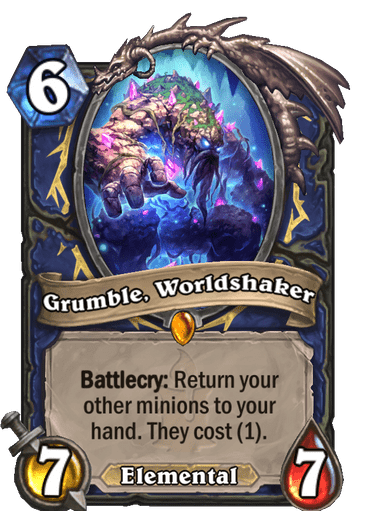 6
Grumble, Worldshaker
Battlecry: Return your
other minions to your
hand. They cost (1).
7
Elemental
7